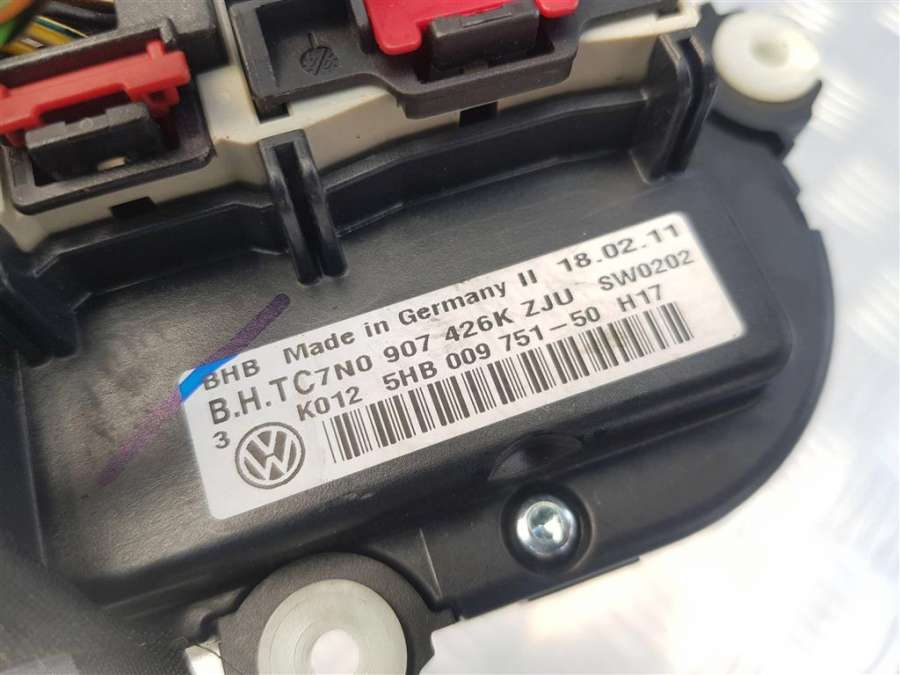 BHB Made in Germany II 18.02.11
B.H.TC7N0 907 426K ZJU SW0202
K012 5HB 009 751-50 H17
3